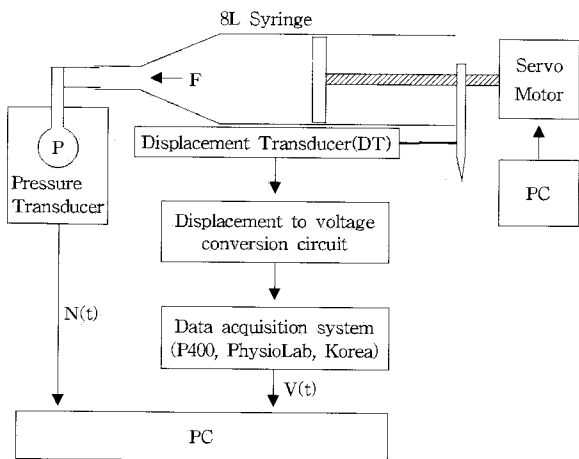 8L Syringe
F
Servo
Motor
Displacement Transducer(DT)
P
Pressure
Transducer
PC
Displacement to voltage
conversion circuit
N(t)
Data acquisition system
(P400, PhysioLab, Korea)
V(t)
PC